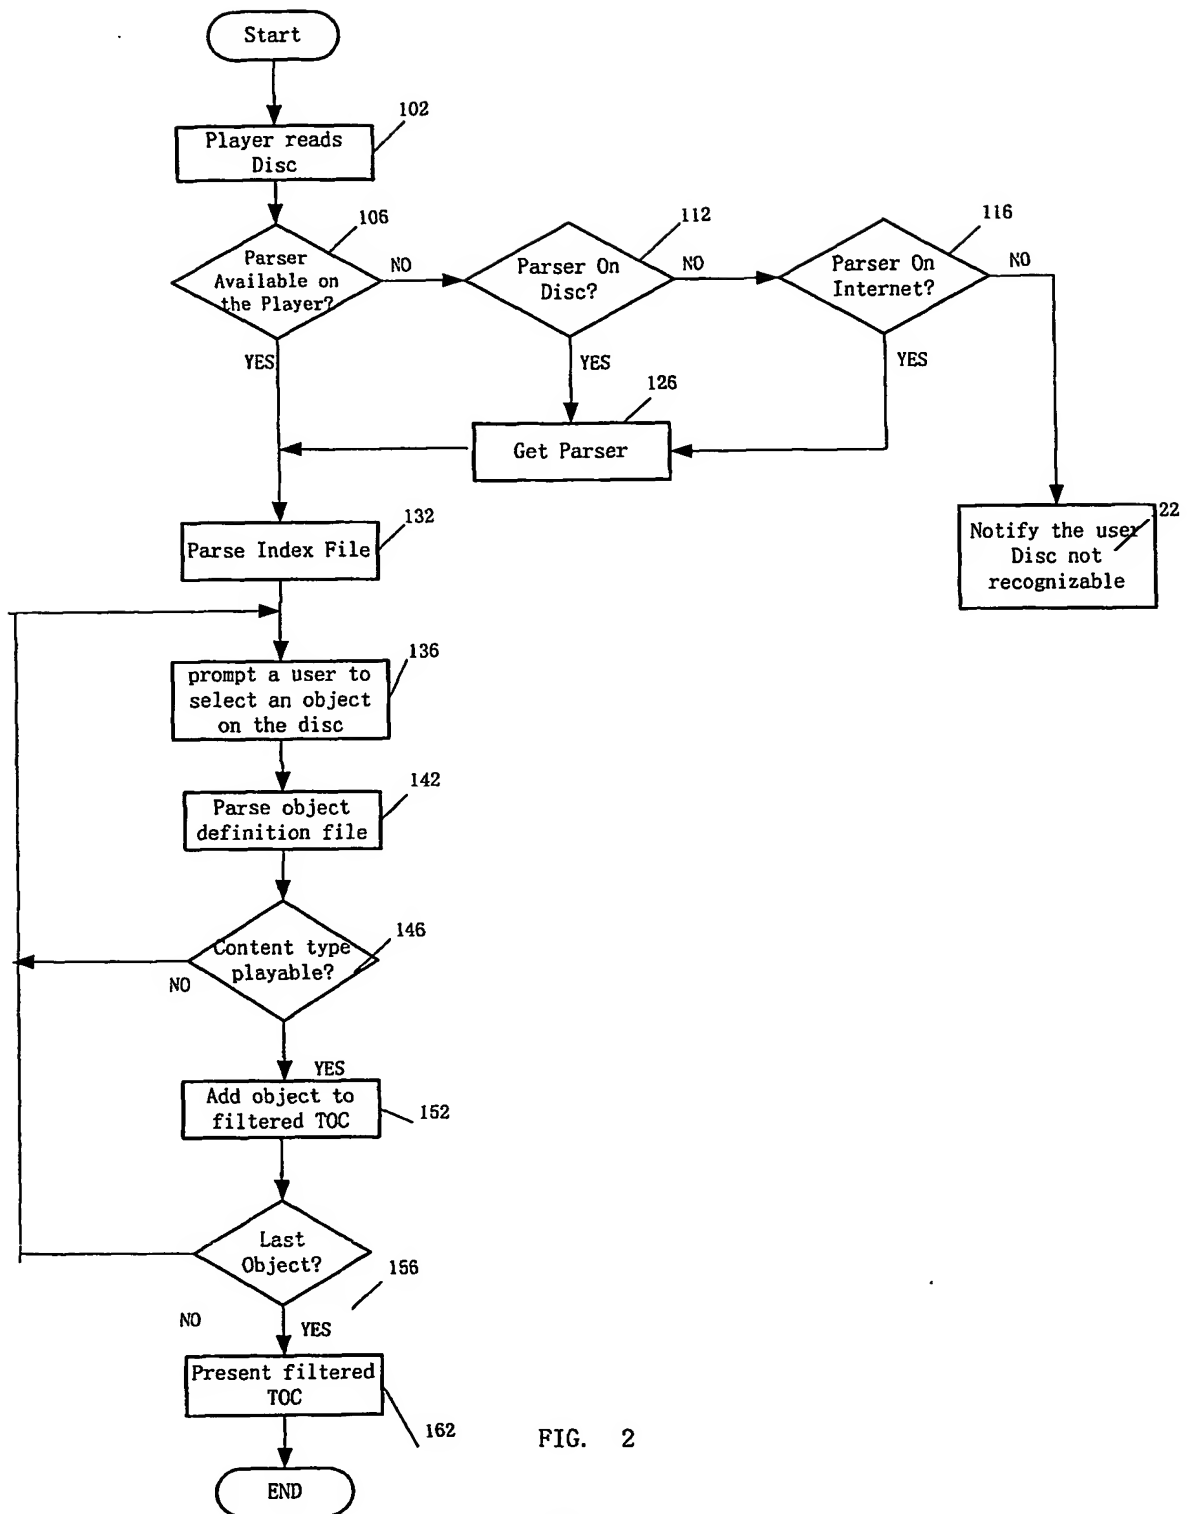 Start
102
Player reads
Disc
106
Parser
Available on
the Player?
NO
112
Parser On
Disc?
NO
116
Parser On
Internet?
NO
YES
YES
YES
126
Get Parser
132
Parse Index File
122
Notify the user
Disc not
recognizable
136
prompt a user to
select an object
on the disc
142
Parse object
definition file
146
Content type
playable?
NO
YES
Add object to
filtered TOC
152
Last
Object?
156
NO
YES
Present filtered
TOC
162
FIG. 2
END